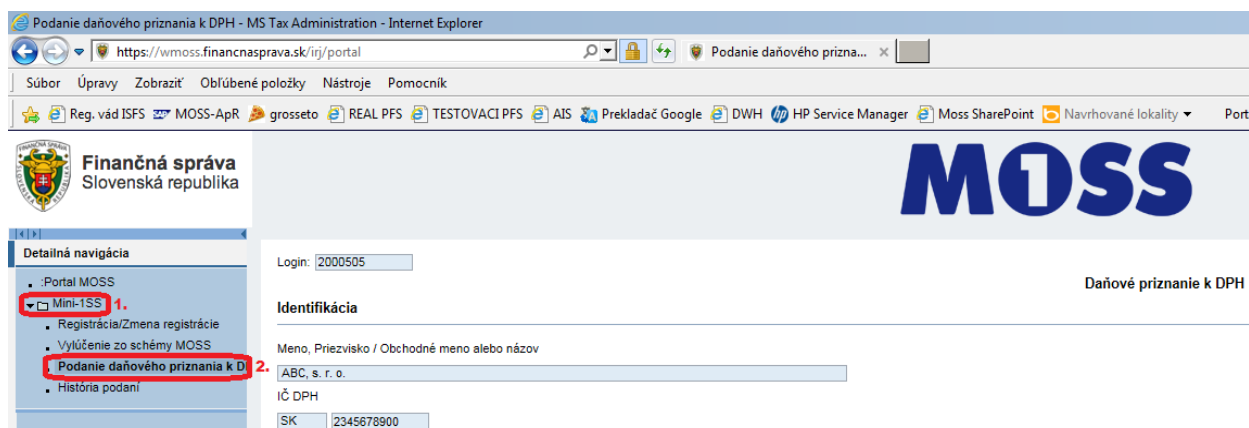 Podanie daňového priznania k DPH - MS Tax Administration - Internet Explorer
https://wmoss.financnasprava.sk/irj/portal
Podanie daňového prizna...
Súbor Úpravy Zobraziť Obľúbené položky Nástroje Pomocník
Reg. vád ISFS MOSS-ApR grosseto REAL PFS TESTOVACI PFS AIS Prekladač Google DWH HP Service Manager Moss SharePoint Navrhované lokality Port
Finančná správa
Slovenská republika
MOSS
1
Detailná navigácia
:Portal MOSS
Mini-1SS 1.
Registrácia/Zmena registrácie
Vylúčenie zo schémy MOSS
Podanie daňového priznania k D 2.
História podaní
Login: 2000505
Daňové priznanie k DPH
Identifikácia
Meno, Priezvisko / Obchodné meno alebo názov
ABC, s. r. o.
IČ DPH
SK 2345678900